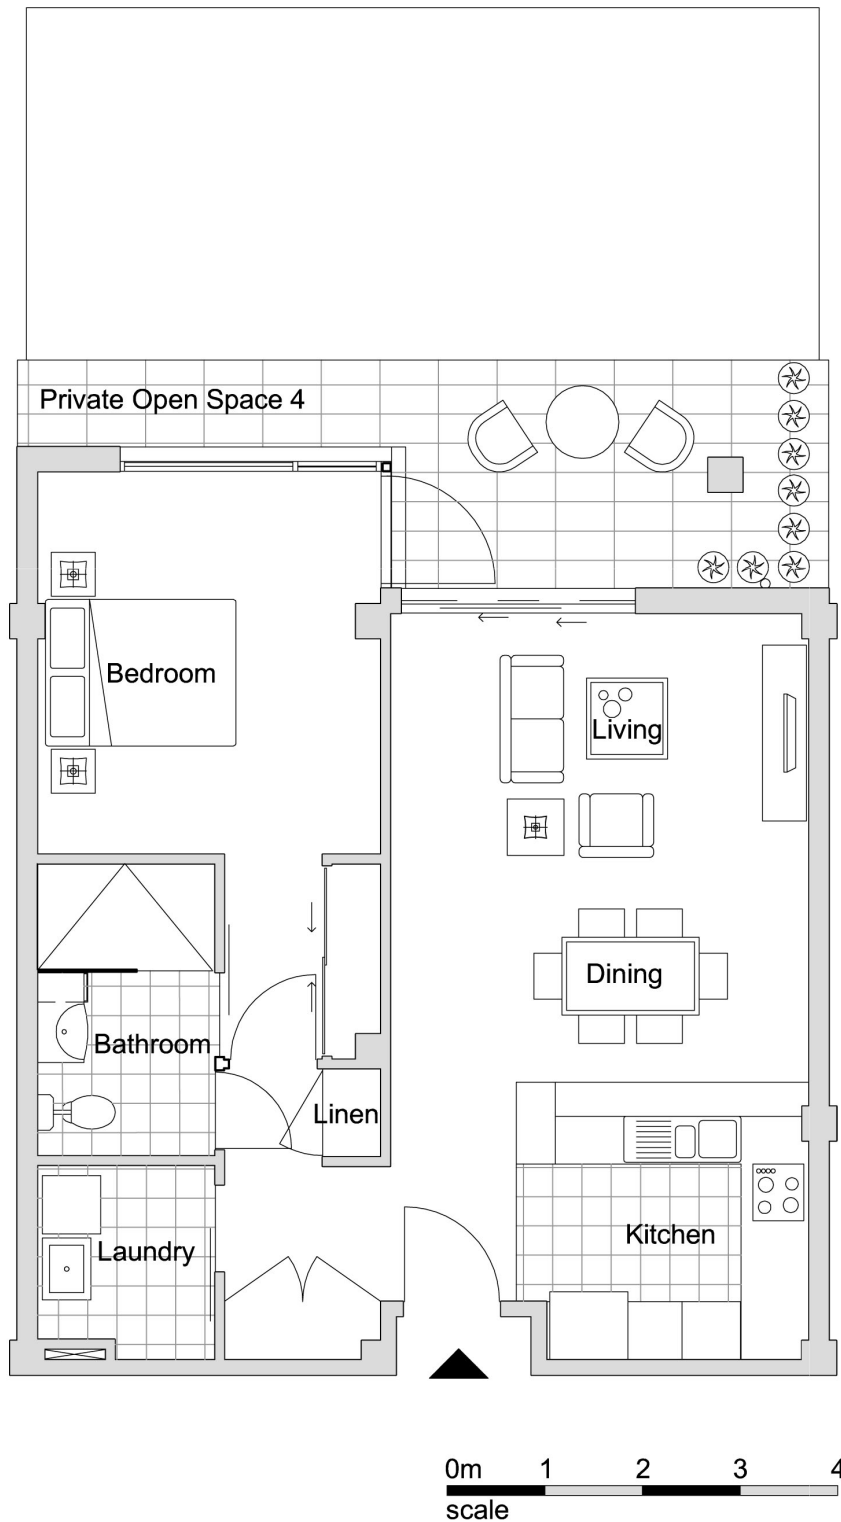 Private Open Space 4
Bedroom
Living
Dining
Bathroom
Linen
Kitchen
Laundry
0m 1 2 3 4
scale